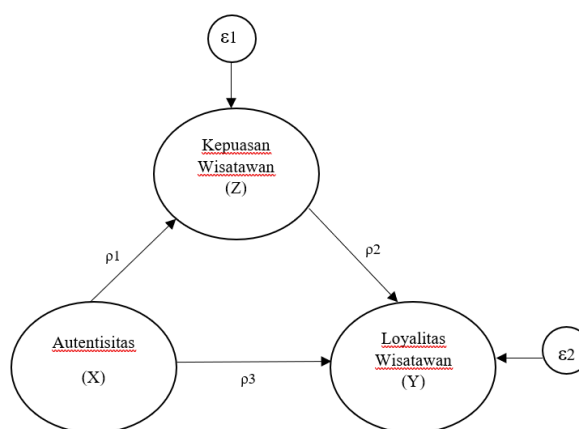 ε1
Kepuasan
Wisatawan
(Z)
ρ1
ρ2
Autentisitas
(X)
ρ3
Loyalitas
Wisatawan
(Y)
ε2